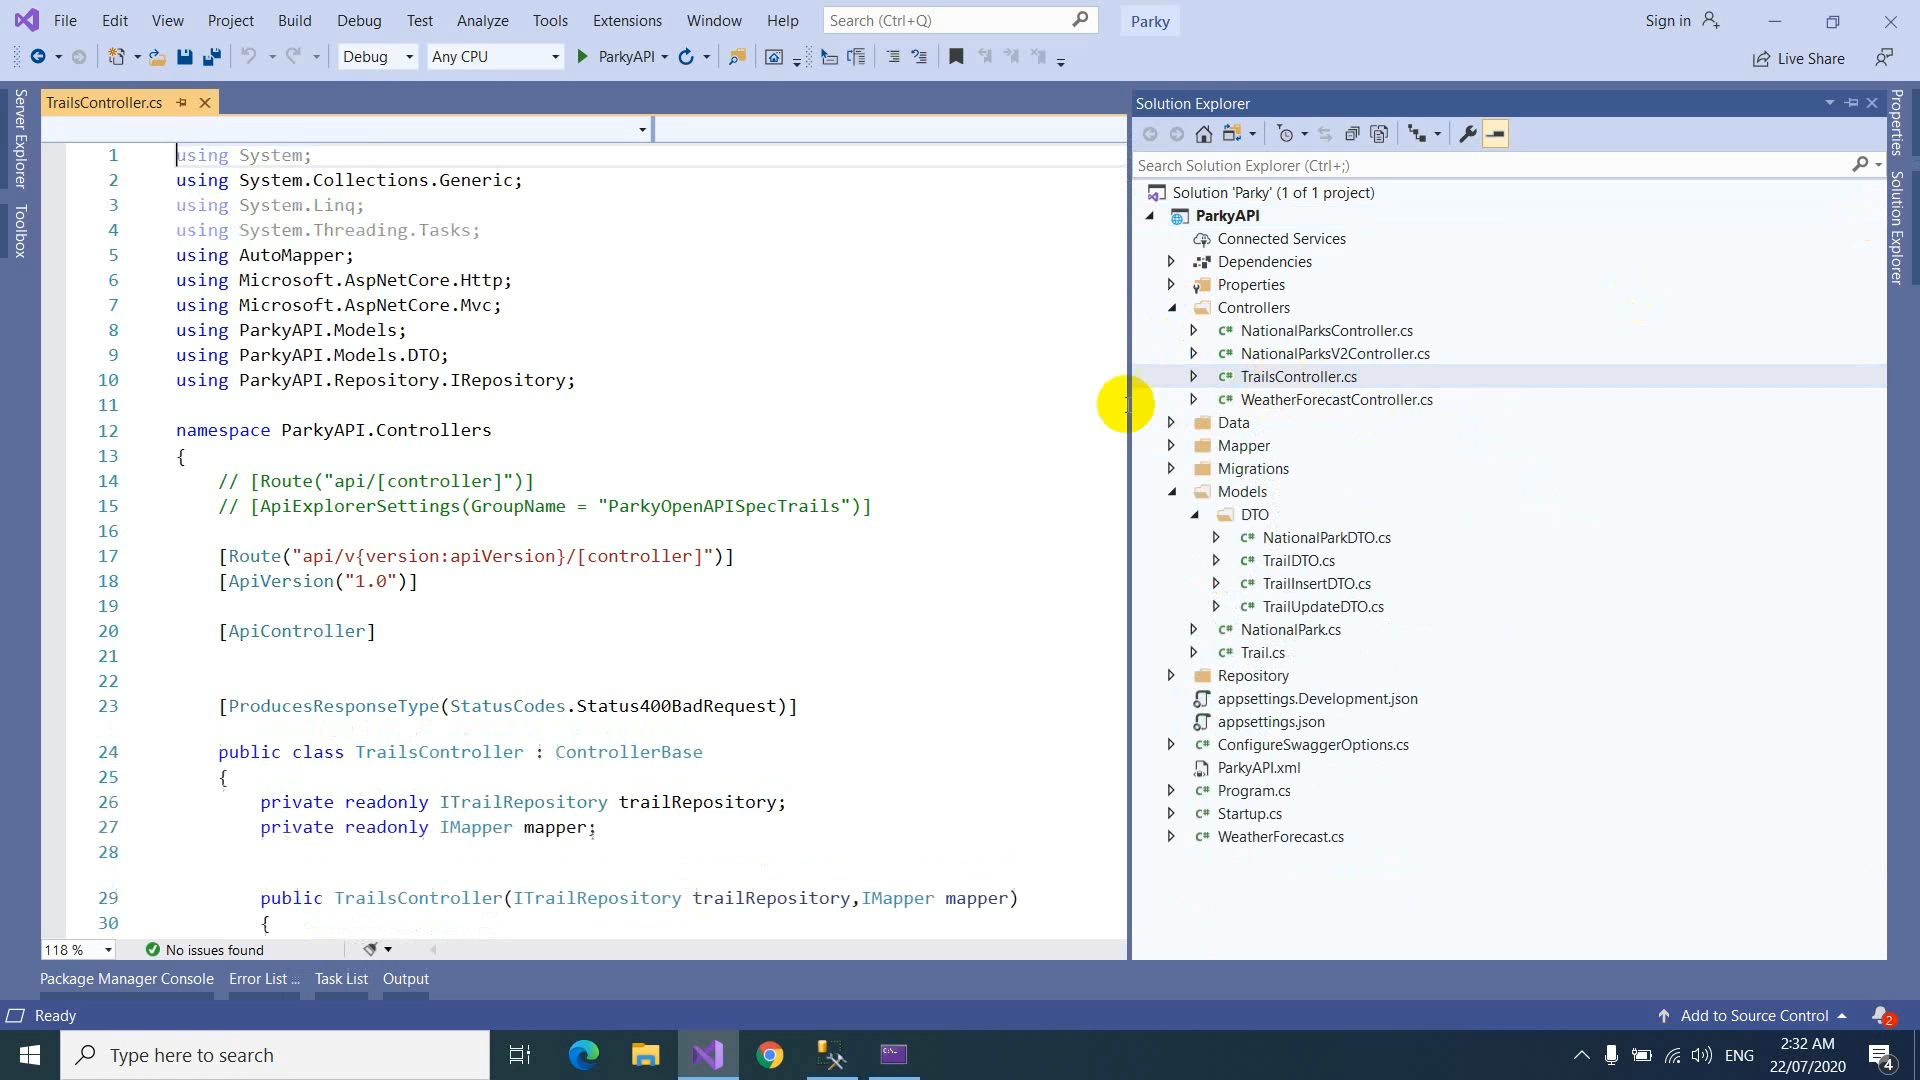 File Edit View Project Build Debug Test Analyze Tools Extensions Window Help Search (Ctrl+Q) Parky Sign in
Debug Any CPU ParkyAPI Live Share
Server Explorer
Toolbox
TrailsController.cs
1 using System;
2 using System.Collections.Generic;
3 using System.Linq;
4 using System.Threading.Tasks;
5 using AutoMapper;
6 using Microsoft.AspNetCore.Http;
7 using Microsoft.AspNetCore.Mvc;
8 using ParkyAPI.Models;
9 using ParkyAPI.Models.DTO;
10 using ParkyAPI.Repository.IRepository;
11
12 namespace ParkyAPI.Controllers
13 {
14 // [Route("api/[controller]")]
15 // [ApiExplorerSettings(GroupName = "ParkyOpenAPISpecTrails")]
16
17 [Route("api/v{version:apiVersion}/[controller]")]
18 [ApiVersion("1.0")]
19
20 [ApiController]
21
22
23 [ProducesResponseType(StatusCodes.Status400BadRequest)]
24 public class TrailsController : ControllerBase
25 {
26 private readonly ITrailRepository trailRepository;
27 private readonly IMapper mapper;
28
29 public TrailsController(ITrailRepository trailRepository,IMapper mapper)
30 {
118 % No issues found
Solution Explorer
Search Solution Explorer (Ctrl+;)
Solution 'Parky' (1 of 1 project)
ParkyAPI
Connected Services
Dependencies
Properties
Controllers
C# NationalParksController.cs
C# NationalParksV2Controller.cs
C# TrailsController.cs
C# WeatherForecastController.cs
Data
Mapper
Migrations
Models
DTO
C# NationalParkDTO.cs
C# TrailDTO.cs
C# TrailInsertDTO.cs
C# TrailUpdateDTO.cs
C# NationalPark.cs
C# Trail.cs
Repository
appsettings.Development.json
appsettings.json
C# ConfigureSwaggerOptions.cs
ParkyAPI.xml
C# Program.cs
C# Startup.cs
C# WeatherForecast.cs
Properties
Solution Explorer
Package Manager Console Error List ... Task List Output
Ready Add to Source Control 2
Type here to search ENG
2:32 AM
22/07/2020
4